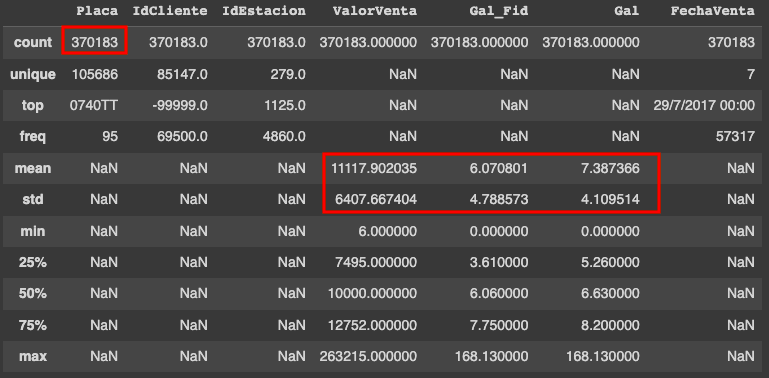 Placa IdCliente IdEstacion ValorVenta Gal_Fid Gal FechaVenta
count 370183 370183.0 370183.0 370183.000000 370183.000000 370183.000000 370183
unique 105686 85147.0 279.0 NaN NaN NaN 7
top 0740TT -99999.0 1125.0 NaN NaN NaN 29/7/2017 00:00
freq 95 69500.0 4860.0 NaN NaN NaN 57317
mean NaN NaN NaN 11117.902035 6.070801 7.387366 NaN
std NaN NaN NaN 6407.667404 4.788573 4.109514 NaN
min NaN NaN NaN 6.000000 0.000000 0.000000 NaN
25% NaN NaN NaN 7495.000000 3.610000 5.260000 NaN
50% NaN NaN NaN 10000.000000 6.060000 6.630000 NaN
75% NaN NaN NaN 12752.000000 7.750000 8.200000 NaN
max NaN NaN NaN 263215.000000 168.130000 168.130000 NaN